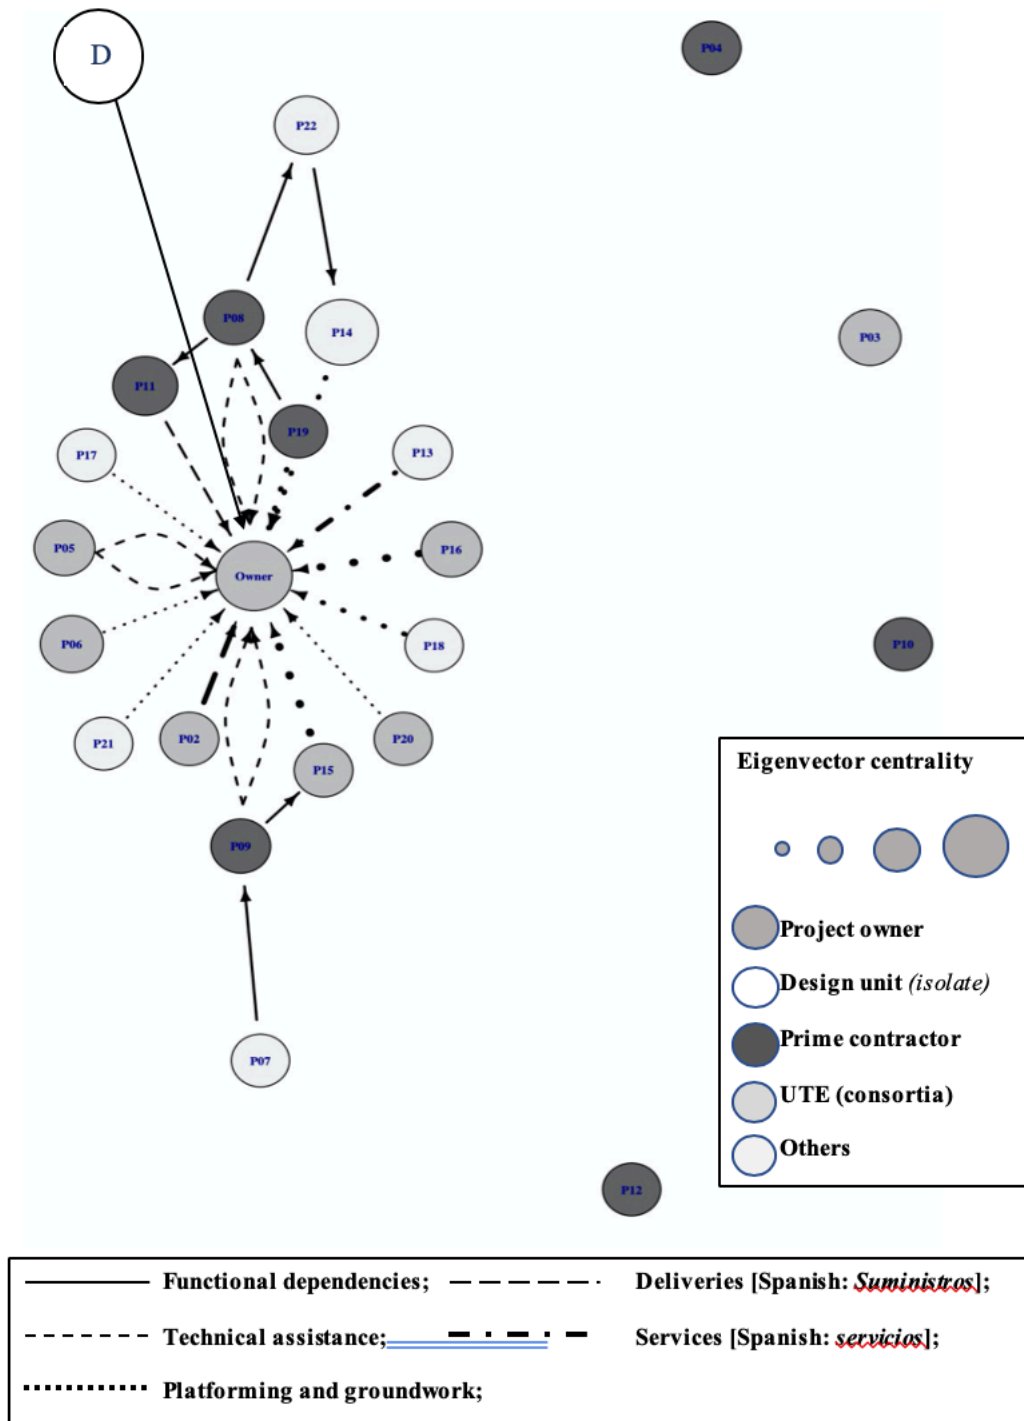 D
P04
P22
P08
P14
P03
P11
P19
P17
P13
P05
P16
Owner
P06
P18
P10
P21
P02
P20
P15
P09
P07
P12
Eigenvector centrality
Project owner
Design unit (isolate)
Prime contractor
UTE (consortia)
Others
Functional dependencies;
Deliveries [Spanish: Suministros];
Technical assistance;
Services [Spanish: servicios];
Platforming and groundwork;